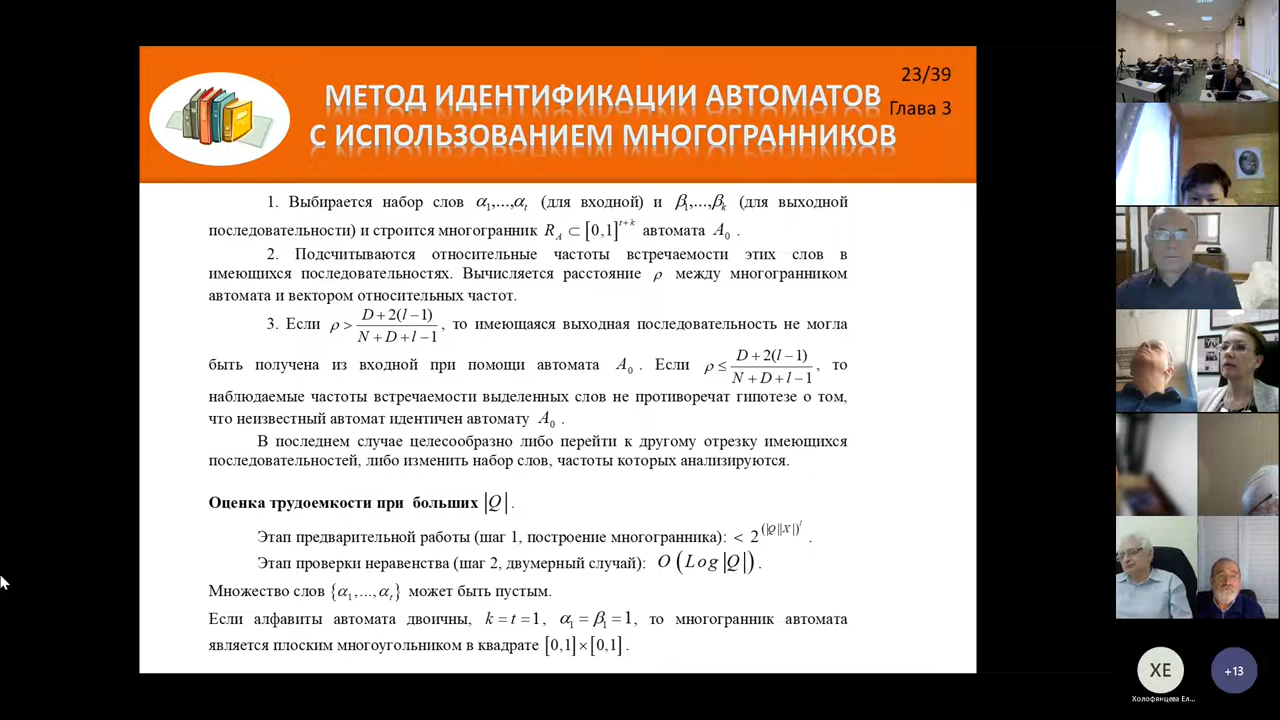 23/39
Глава 3
МЕТОД ИДЕНТИФИКАЦИИ АВТОМАТОВ
С ИСПОЛЬЗОВАНИЕМ МНОГОГРАННИКОВ
1. Выбирается набор слов α₁,...,αₜ (для входной) и β₁,...,βₖ (для выходной
последовательности) и строится многогранник R_A ⊂ [0,1]^{t+k} автомата A₀ .
2. Подсчитываются относительные частоты встречаемости этих слов в
имеющихся последовательностях. Вычисляется расстояние ρ между многогранником
автомата и вектором относительных частот.
3. Если ρ > (D+2(l−1))/(N+D+l−1), то имеющаяся выходная последовательность не могла
быть получена из входной при помощи автомата A₀ . Если ρ ≤ (D+2(l−1))/(N+D+l−1), то
наблюдаемые частоты встречаемости выделенных слов не противоречат гипотезе о том,
что неизвестный автомат идентичен автомату A₀ .
В последнем случае целесообразно либо перейти к другому отрезку имеющихся
последовательностей, либо изменить набор слов, частоты которых анализируются.
Оценка трудоемкости при больших |Q| .
Этап предварительной работы (шаг 1, построение многогранника): < 2^{(|Q||X|)^l} .
Этап проверки неравенства (шаг 2, двумерный случай): O(Log|Q|) .
Множество слов {α₁,...,αₜ} может быть пустым.
Если алфавиты автомата двоичны, k = t = 1, α₁ = β₁ = 1, то многогранник автомата
является плоским многоугольником в квадрате [0,1]×[0,1] .
ХЕ
+13
Холофянцева Ел...